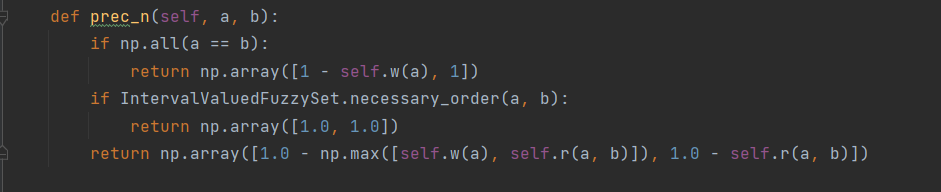 def prec_n(self, a, b):
if np.all(a == b):
return np.array([1 - self.w(a), 1])
if IntervalValuedFuzzySet.necessary_order(a, b):
return np.array([1.0, 1.0])
return np.array([1.0 - np.max([self.w(a), self.r(a, b)]), 1.0 - self.r(a, b)])